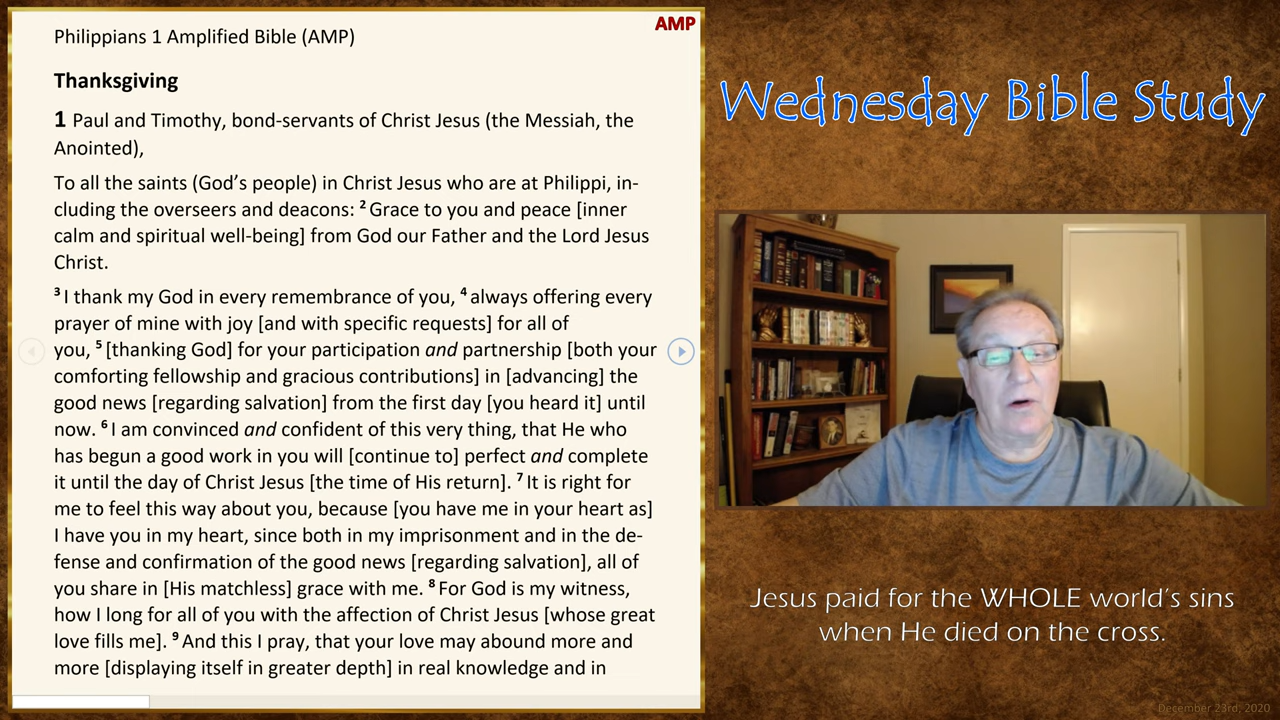 AMP
Philippians 1 Amplified Bible (AMP)
Thanksgiving
1 Paul and Timothy, bond-servants of Christ Jesus (the Messiah, the
Anointed),
To all the saints (God’s people) in Christ Jesus who are at Philippi, in-
cluding the overseers and deacons: 2 Grace to you and peace [inner
calm and spiritual well-being] from God our Father and the Lord Jesus
Christ.
3 I thank my God in every remembrance of you, 4 always offering every
prayer of mine with joy [and with specific requests] for all of
you, 5 [thanking God] for your participation and partnership [both your
comforting fellowship and gracious contributions] in [advancing] the
good news [regarding salvation] from the first day [you heard it] until
now. 6 I am convinced and confident of this very thing, that He who
has begun a good work in you will [continue to] perfect and complete
it until the day of Christ Jesus [the time of His return]. 7 It is right for
me to feel this way about you, because [you have me in your heart as]
I have you in my heart, since both in my imprisonment and in the de-
fense and confirmation of the good news [regarding salvation], all of
you share in [His matchless] grace with me. 8 For God is my witness,
how I long for all of you with the affection of Christ Jesus [whose great
love fills me]. 9 And this I pray, that your love may abound more and
more [displaying itself in greater depth] in real knowledge and in
Wednesday Bible Study
Jesus paid for the WHOLE world’s sins
when He died on the cross.
December 23rd, 2020